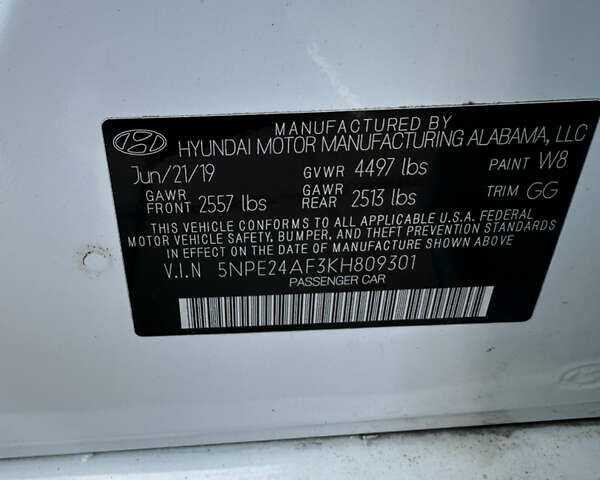 MANUFACTURED BY
HYUNDAI MOTOR MANUFACTURING ALABAMA, LLC
Jun/21/19 GVWR 4497 lbs PAINT W8
GAWR FRONT 2557 lbs GAWR REAR 2513 lbs TRIM GG
THIS VEHICLE CONFORMS TO ALL APPLICABLE U.S.A. FEDERAL
MOTOR VEHICLE SAFETY, BUMPER, AND THEFT PREVENTION STANDARDS
IN EFFECT ON THE DATE OF MANUFACTURE SHOWN ABOVE
V.I.N 5NPE24AF3KH809301
PASSENGER CAR